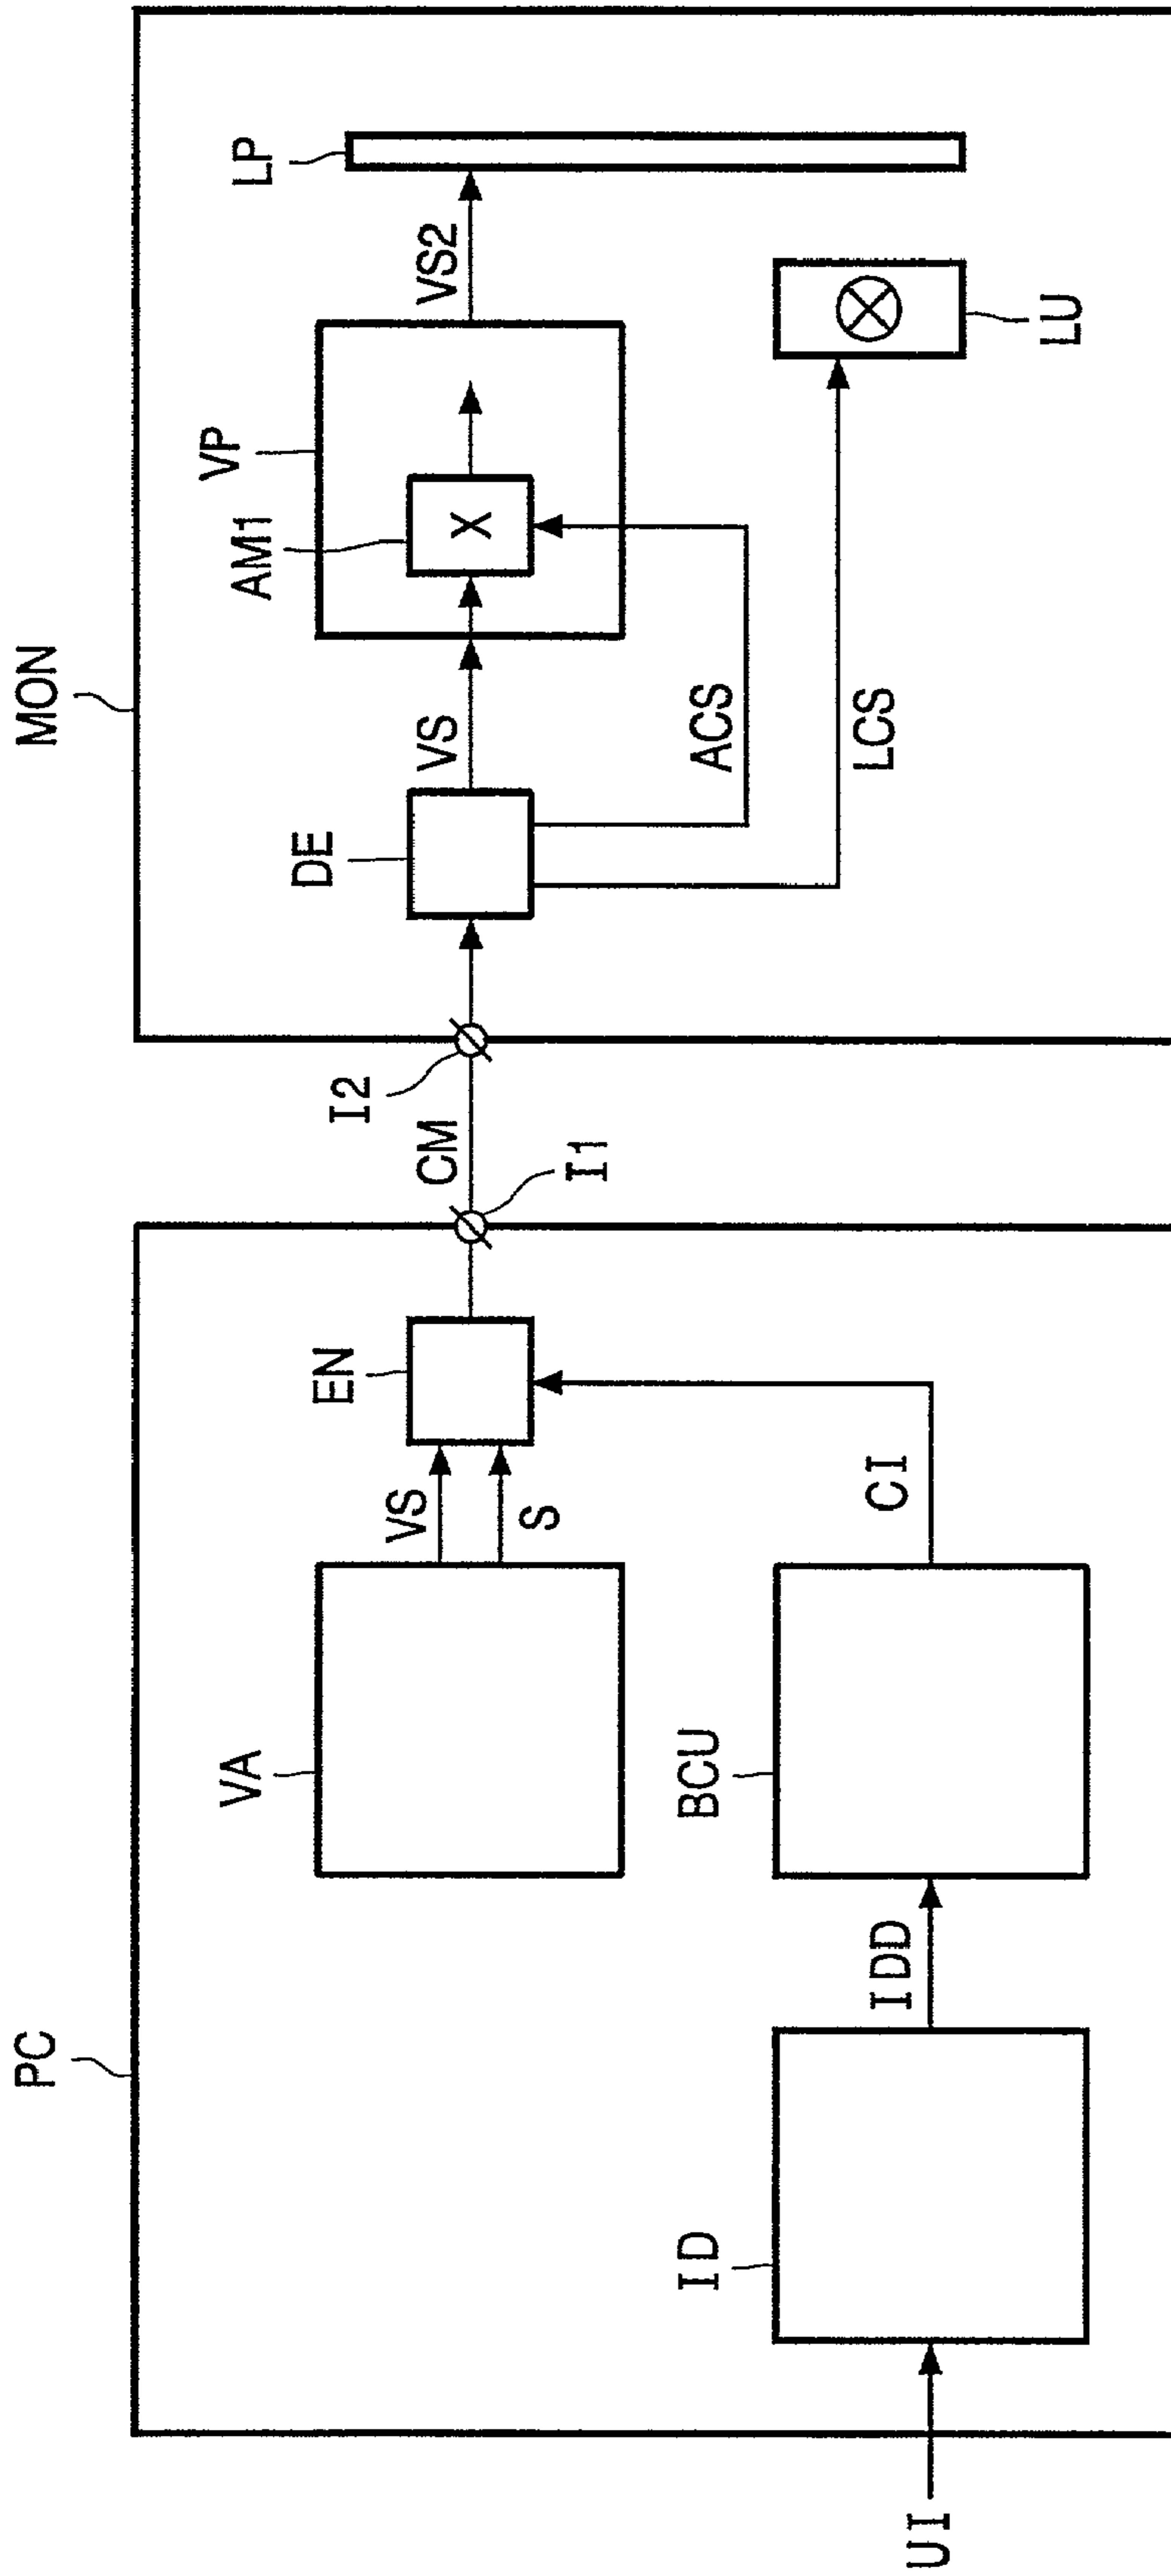 PC
MON
VA
VS
S
EN
I1
CM
I2
DE
VS
AM1
VP
X
VS2
LP
ACS
LCS
LU
UI
ID
IDD
BCU
CI